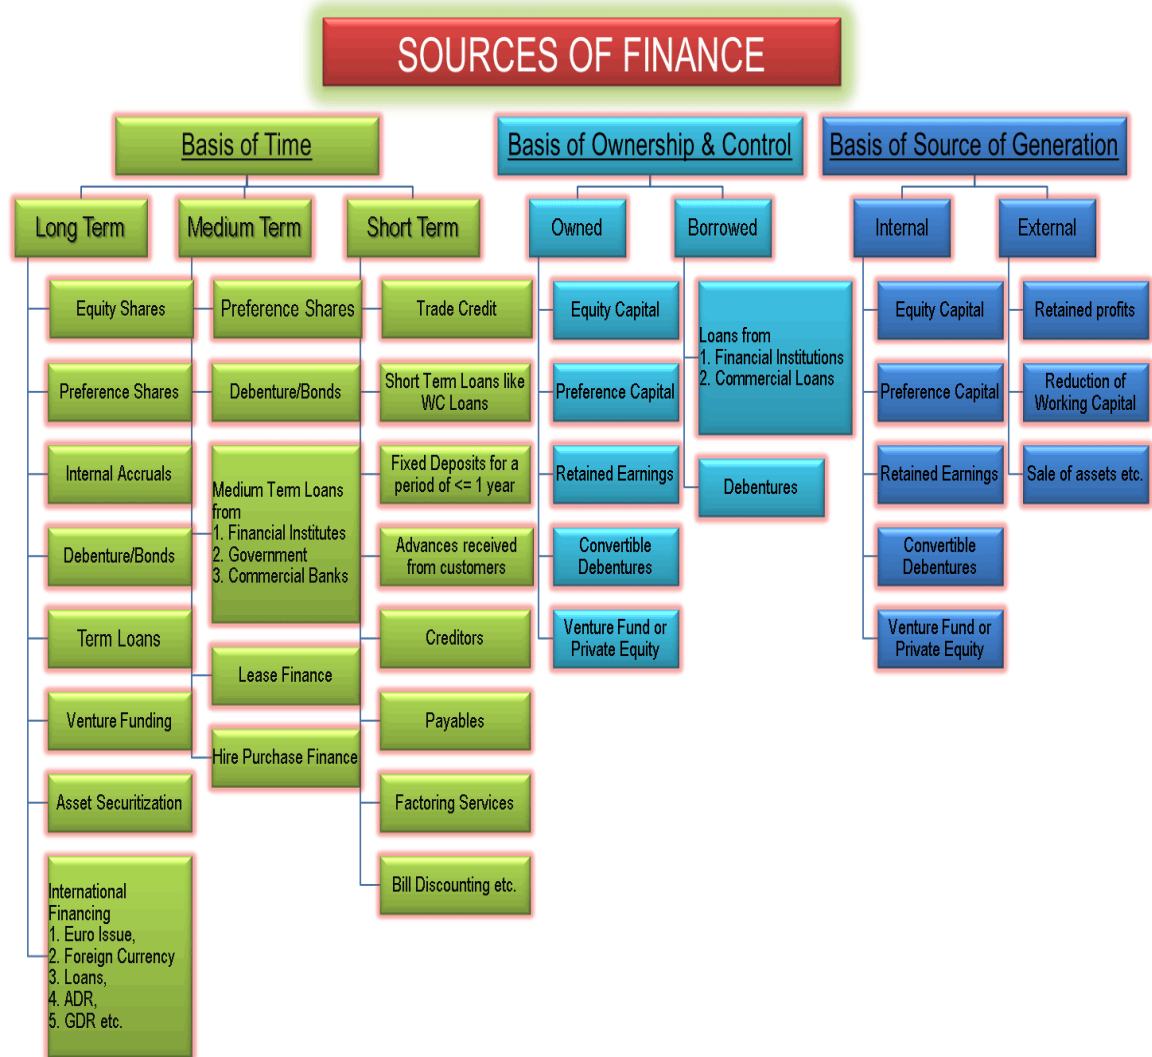 SOURCES OF FINANCE
Basis of Time
Long Term
Equity Shares
Preference Shares
Internal Accruals
Debenture/Bonds
Term Loans
Venture Funding
Asset Securitization
International
Financing
1. Euro Issue,
2. Foreign Currency
3. Loans,
4. ADR,
5. GDR etc.
Medium Term
Preference Shares
Debenture/Bonds
Medium Term Loans
from
1. Financial Institutes
2. Government
3. Commercial Banks
Lease Finance
Hire Purchase Finance
Short Term
Trade Credit
Short Term Loans like
WC Loans
Fixed Deposits for a
period of <= 1 year
Advances received
from customers
Creditors
Payables
Factoring Services
Bill Discounting etc.
Basis of Ownership & Control
Owned
Equity Capital
Preference Capital
Retained Earnings
Convertible
Debentures
Venture Fund or
Private Equity
Borrowed
Loans from
1. Financial Institutions
2. Commercial Loans
Debentures
Basis of Source of Generation
Internal
Equity Capital
Preference Capital
Retained Earnings
Convertible
Debentures
Venture Fund or
Private Equity
External
Retained profits
Reduction of
Working Capital
Sale of assets etc.